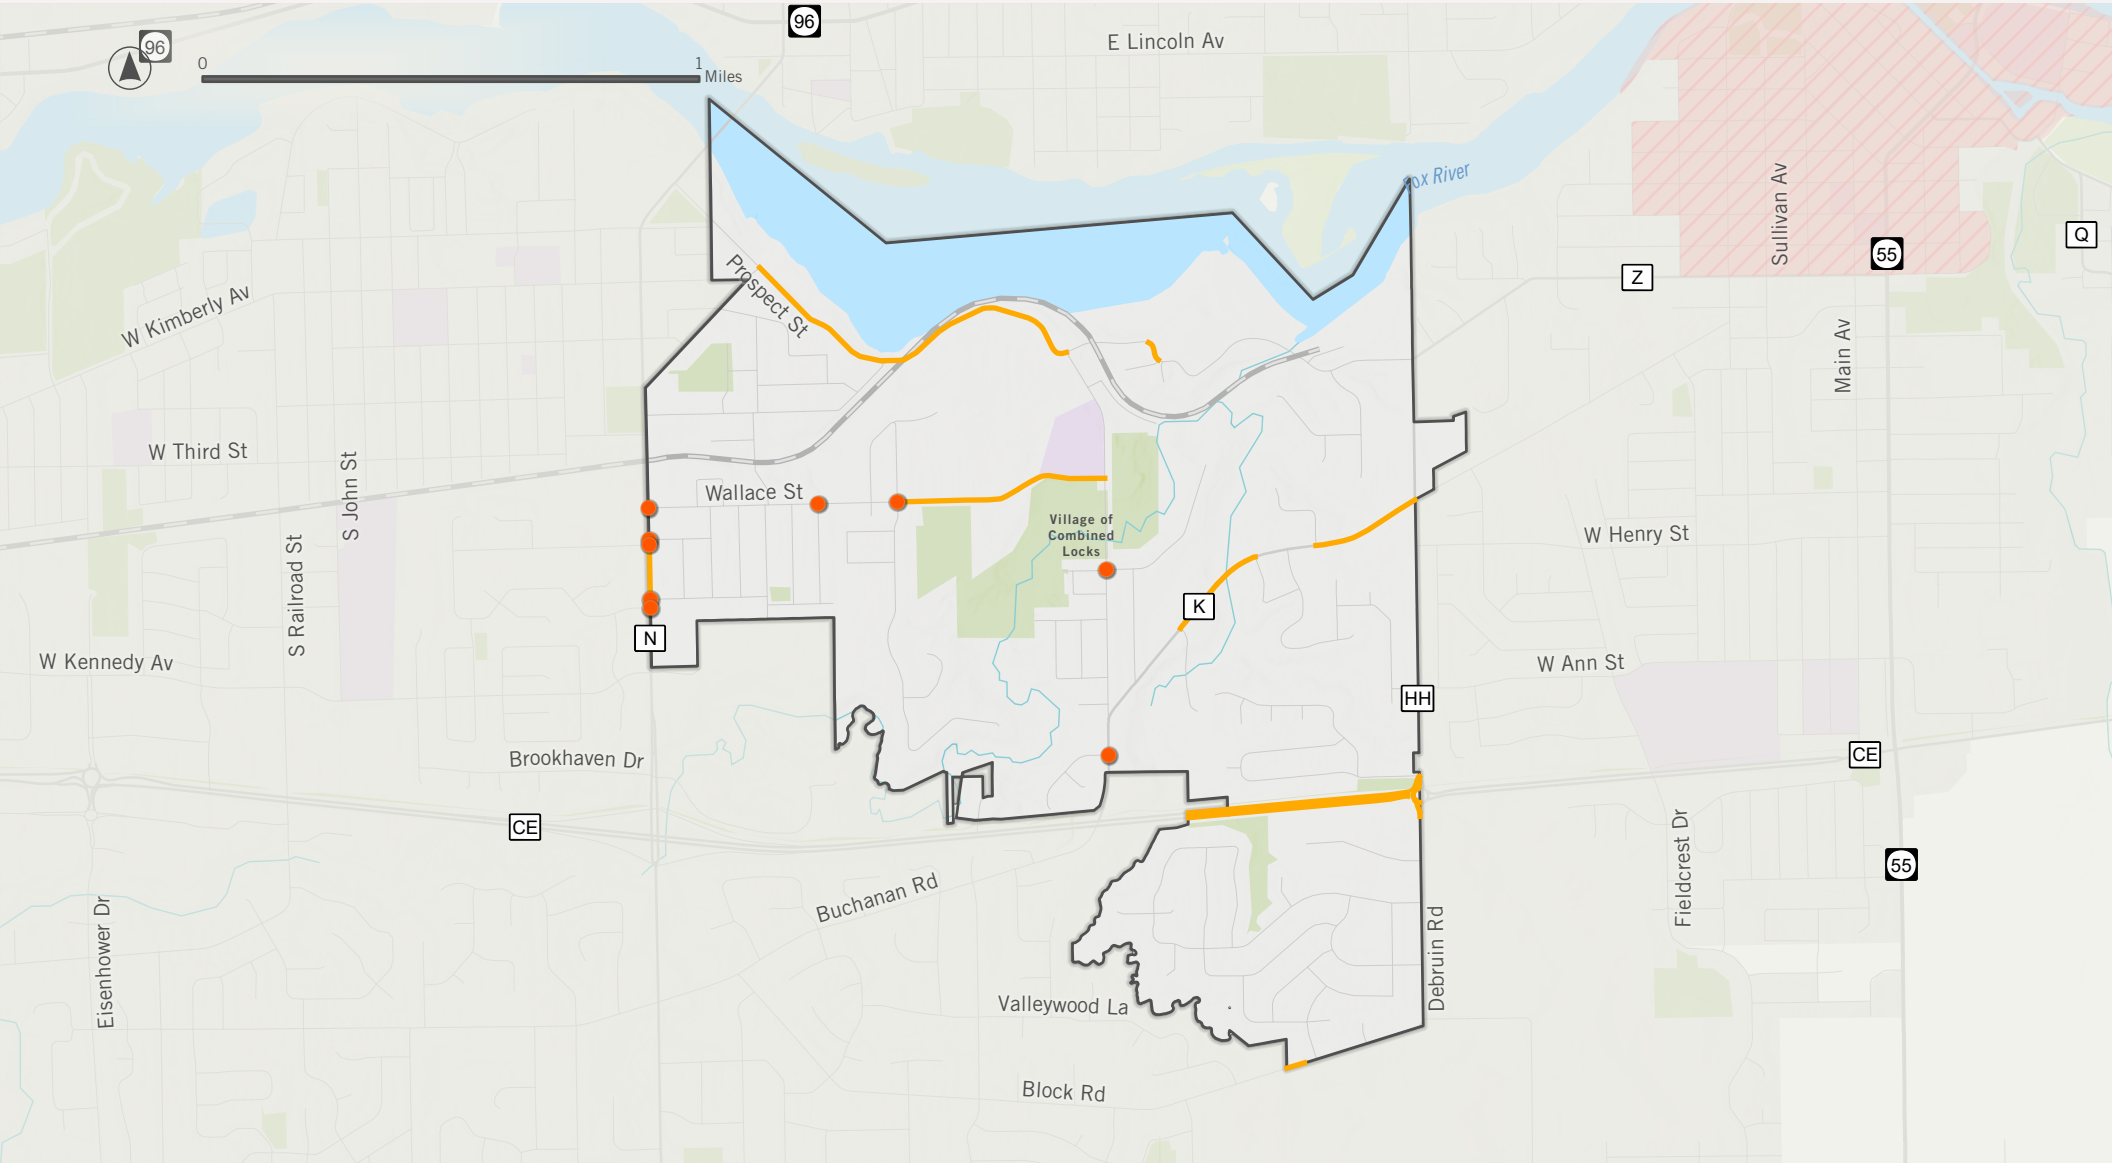 96
96
E Lincoln Av
0
1
Miles
Fox River
Sullivan Av
Q
55
Z
Prospect St
W Kimberly Av
Main Av
W Third St
S John St
Wallace St
Village of
Combined
Locks
W Henry St
S Railroad St
K
N
W Kennedy Av
W Ann St
HH
Brookhaven Dr
CE
CE
Fieldcrest Dr
55
Buchanan Rd
Eisenhower Dr
Debruin Rd
Valleywood La
Block Rd